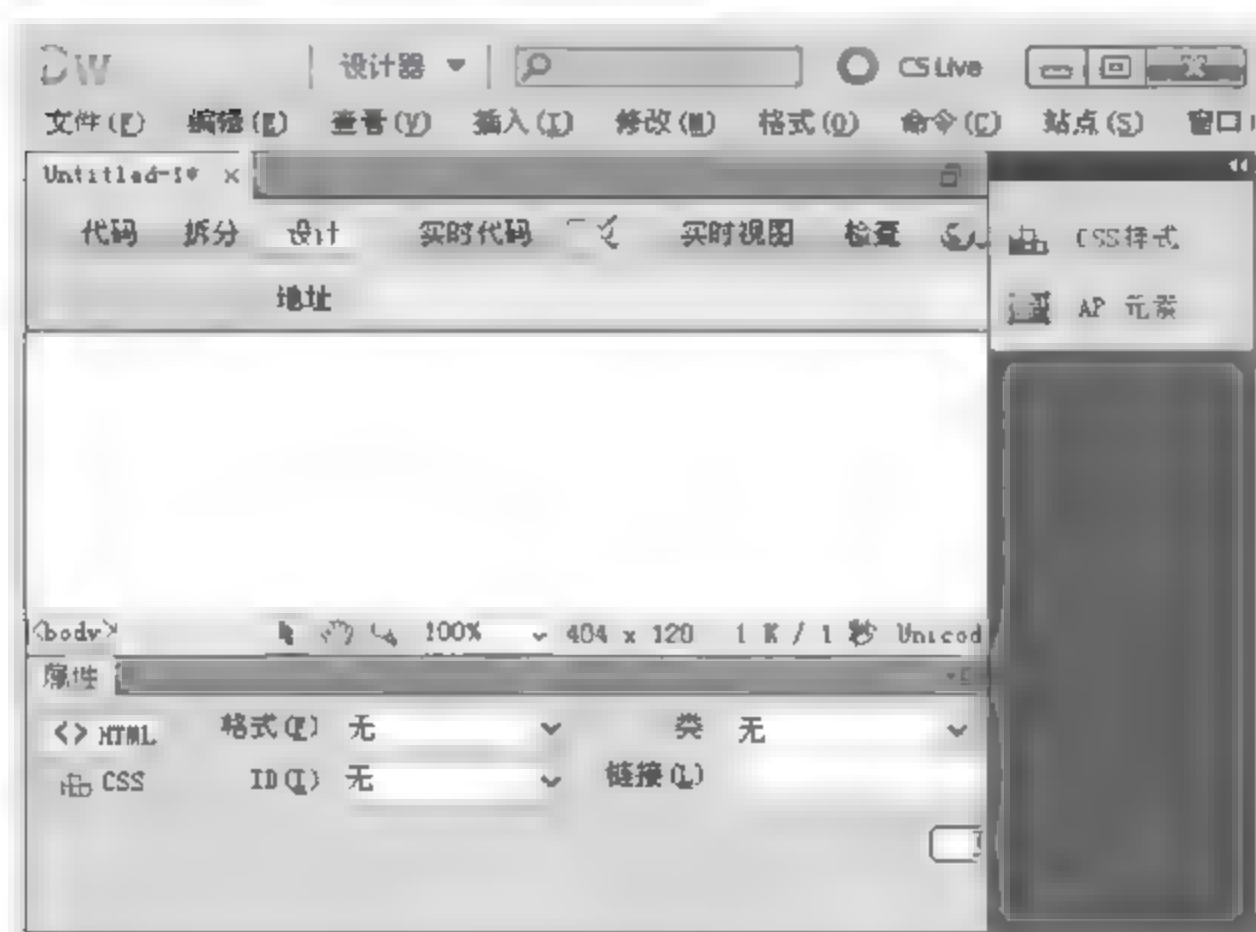 DW 设计器 CS Live
文件(F) 编辑(E) 查看(V) 插入(I) 修改(M) 格式(O) 命令(C) 站点(S) 窗口
Untitled-1* ×
代码 拆分 设计 实时代码 实时视图 检查
CSS样式
地址
AP 元素
<body> 100% 404 x 120 1 K / 1 秒 Unicod
属性
<> HTML 格式(F) 无 类 无
CSS ID(I) 无 链接(L)